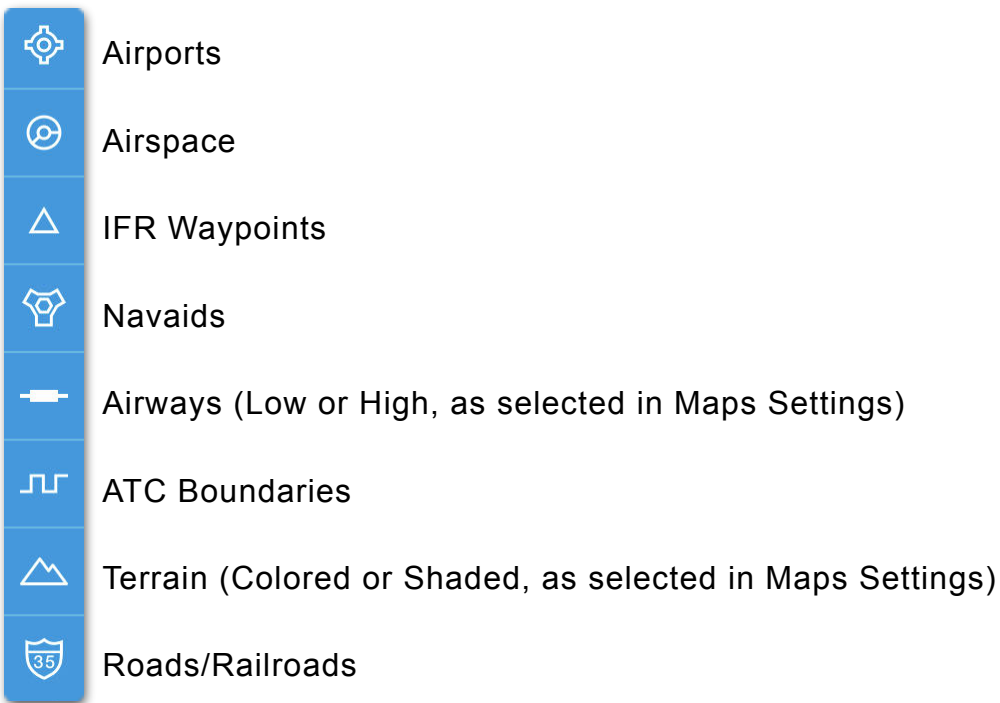 Airports
Airspace
IFR Waypoints
Navaids
Airways (Low or High, as selected in Maps Settings)
ATC Boundaries
Terrain (Colored or Shaded, as selected in Maps Settings)
35
Roads/Railroads